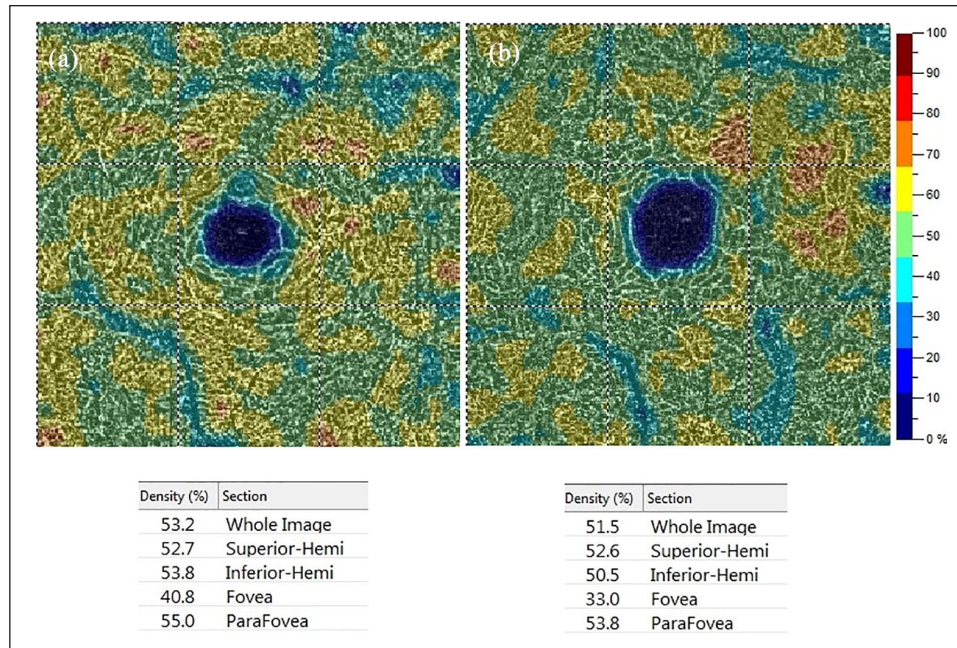 (a)
(b)
100
90
80
70
60
50
40
30
20
10
0 %
Density (%) Section
53.2 Whole Image
52.7 Superior-Hemi
53.8 Inferior-Hemi
40.8 Fovea
55.0 ParaFovea
Density (%) Section
51.5 Whole Image
52.6 Superior-Hemi
50.5 Inferior-Hemi
33.0 Fovea
53.8 ParaFovea